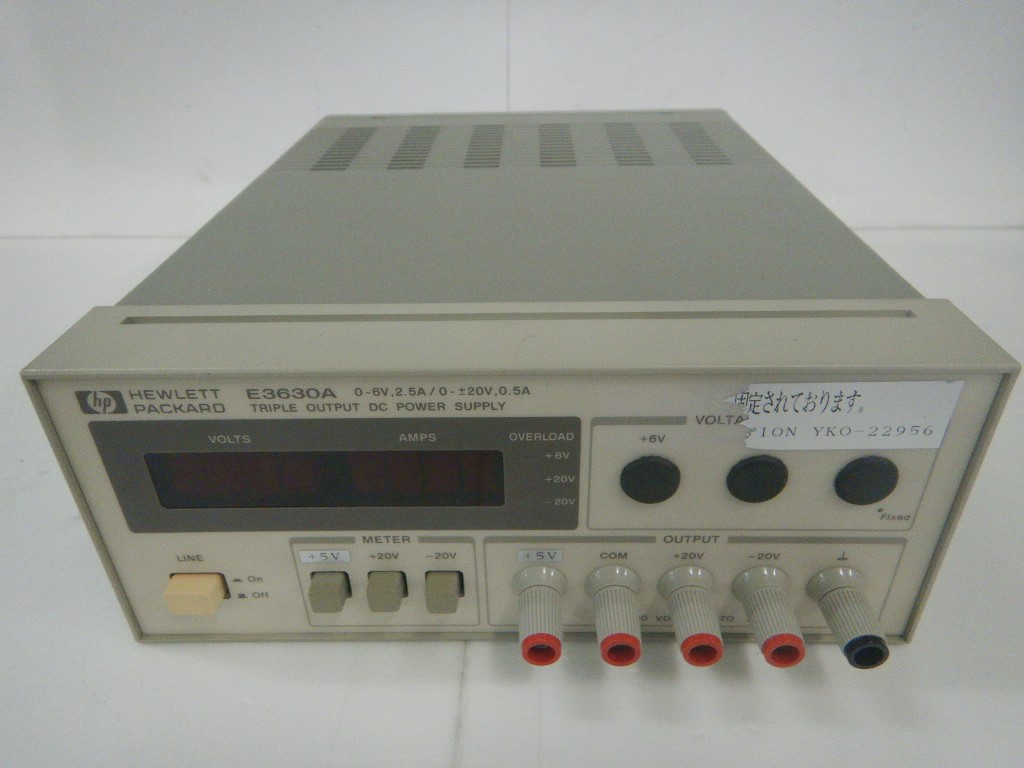 hp HEWLETT PACKARD
E3630A 0-6V, 2.5A / 0-±20V, 0.5A
TRIPLE OUTPUT DC POWER SUPPLY
定されております。
TION YKO-22956
VOLTA
+6V
Fixed
VOLTS AMPS OVERLOAD
+6V
+20V
-20V
LINE
On
Off
METER
+5V +20V -20V
OUTPUT
+5V COM +20V -20V